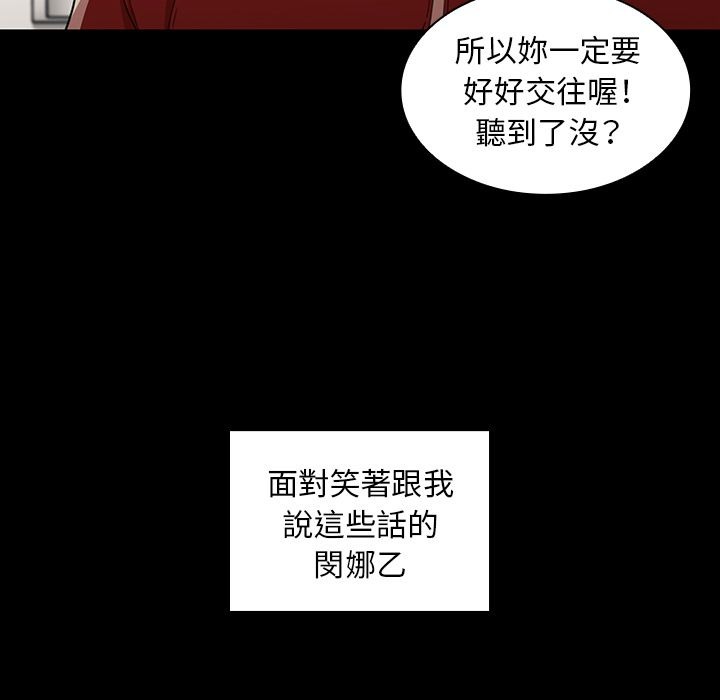 所以妳一定要
好好交往喔！
聽到了沒？
面對笑著跟我
說這些話的
閔娜乙